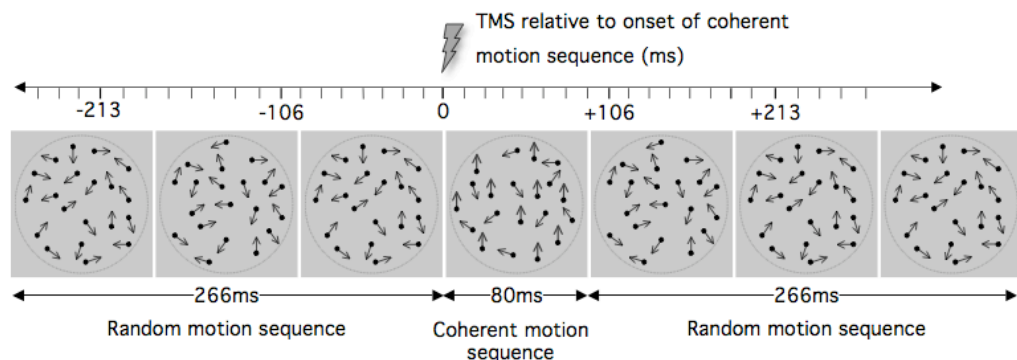 TMS relative to onset of coherent
motion sequence (ms)
-213 -106 0 +106 +213
266ms 80ms 266ms
Random motion sequence Coherent motion Random motion sequence
sequence